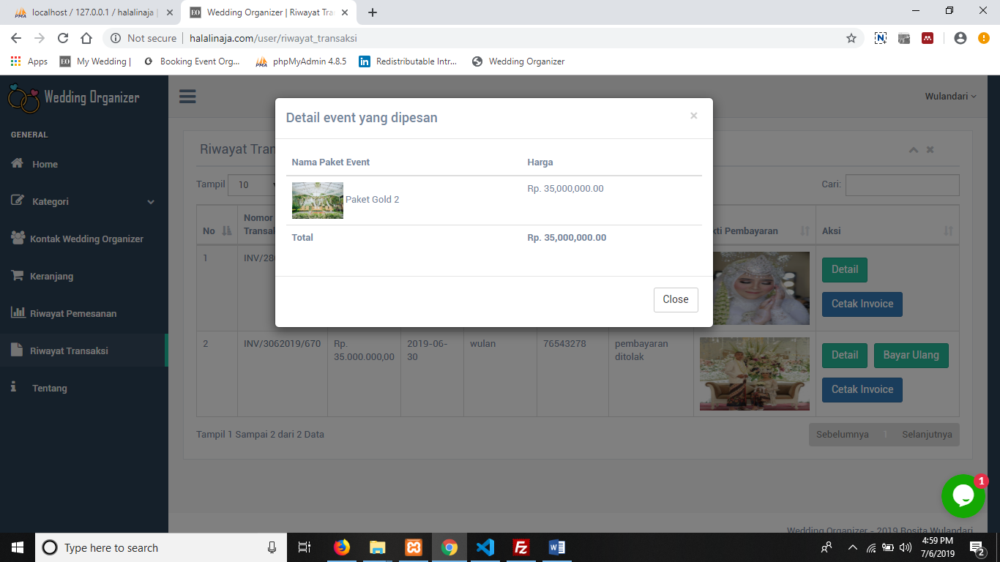 localhost / 127.0.0.1 / halalinaja |
Wedding Organizer | Riwayat Tra
Not secure | halalinaja.com/user/riwayat_transaksi
Apps My Wedding | Booking Event Org... phpMyAdmin 4.8.5 Redistributable Intr... Wedding Organizer
Wedding Organizer
Wulandari
GENERAL
Home
Kategori
Kontak Wedding Organizer
Keranjang
Riwayat Pemesanan
Riwayat Transaksi
Tentang
Detail event yang dipesan ×
Nama Paket Event Harga
Paket Gold 2 Rp. 35,000,000.00
Total Rp. 35,000,000.00
Close
Riwayat Tran
Tampil 10
Cari:
No
Nomor
Transak
kti Pembayaran
Aksi
1 INV/28
Detail
Cetak Invoice
2 INV/3062019/670
Rp.
35.000.000,00
2019-06-
30
wulan
76543278
pembayaran
ditolak
Detail Bayar Ulang
Cetak Invoice
Tampil 1 Sampai 2 dari 2 Data
Sebelumnya 1 Selanjutnya
1
Wedding Organizer - 2019 Rosita Wulandari
Type here to search
4:59 PM
7/6/2019
2